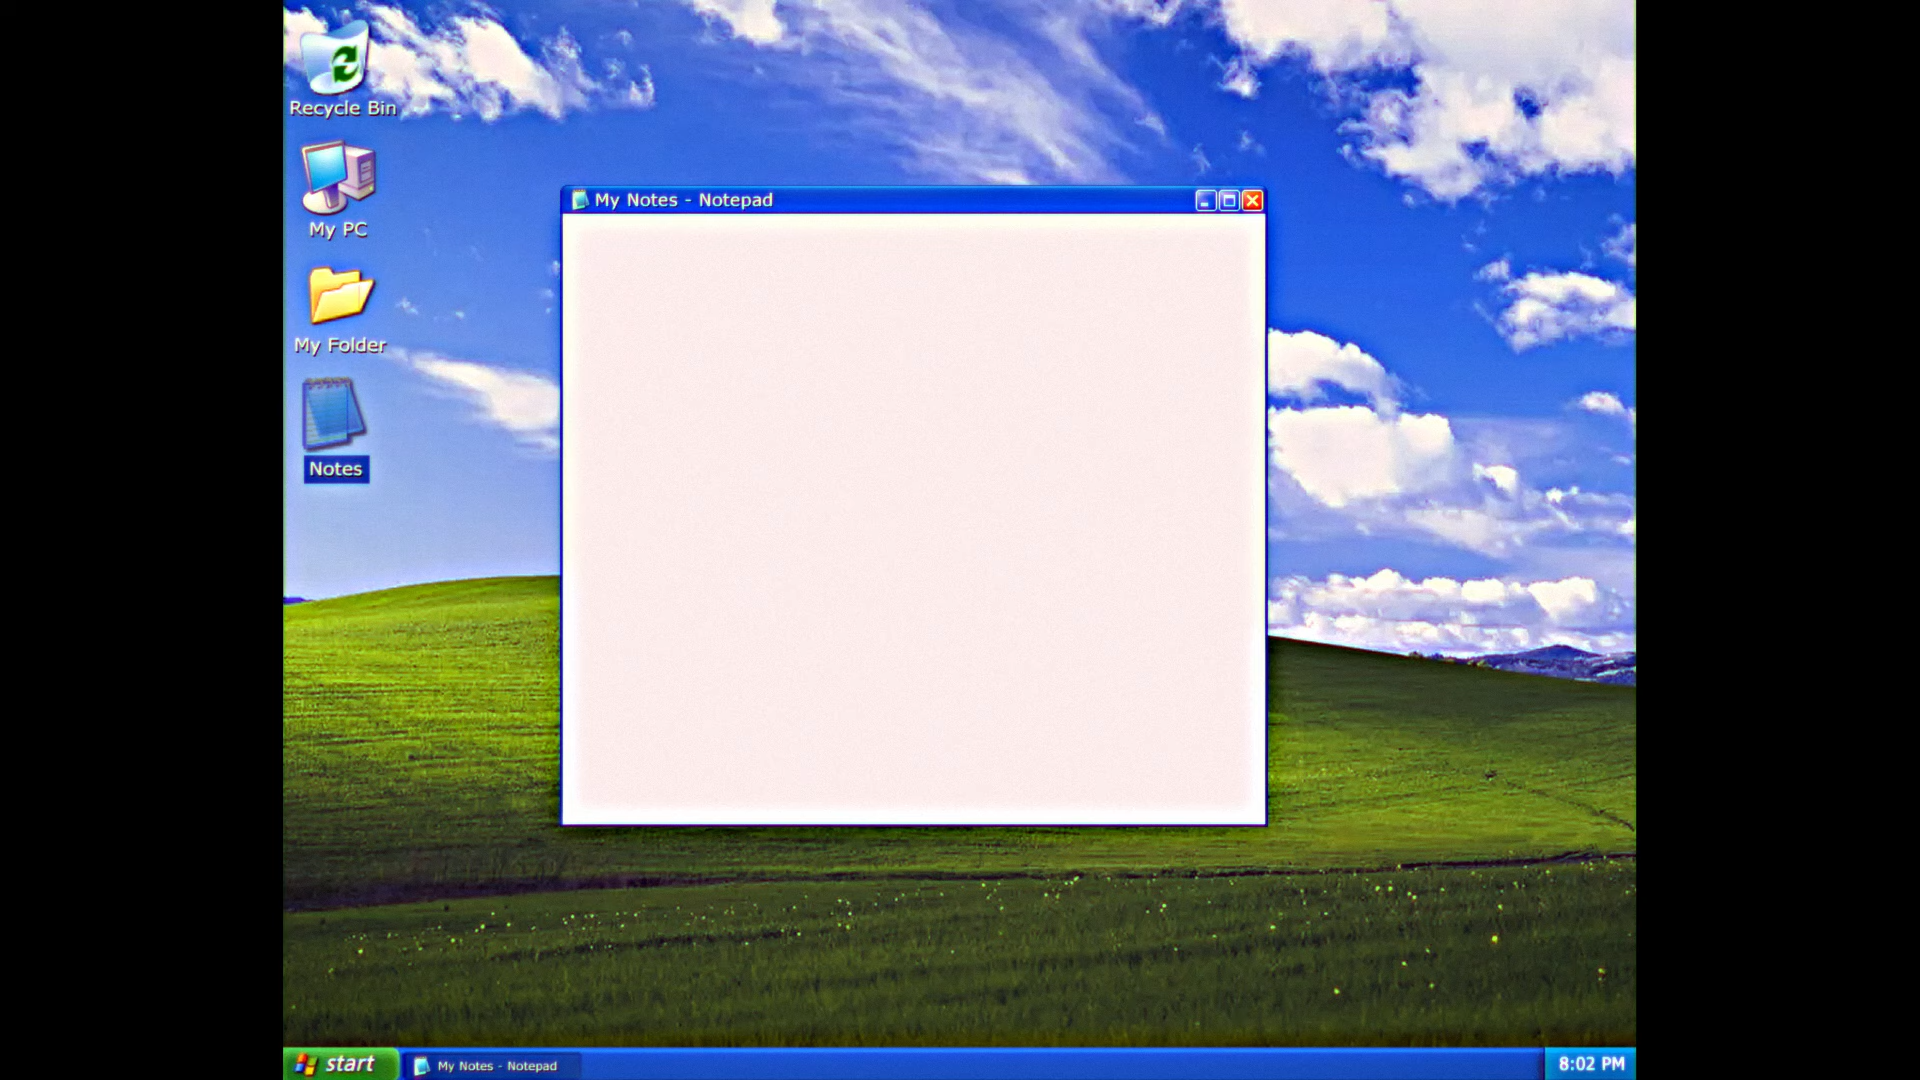 Recycle Bin
My PC
My Folder
Notes
My Notes - Notepad
start
My Notes - Notepad
8:02 PM